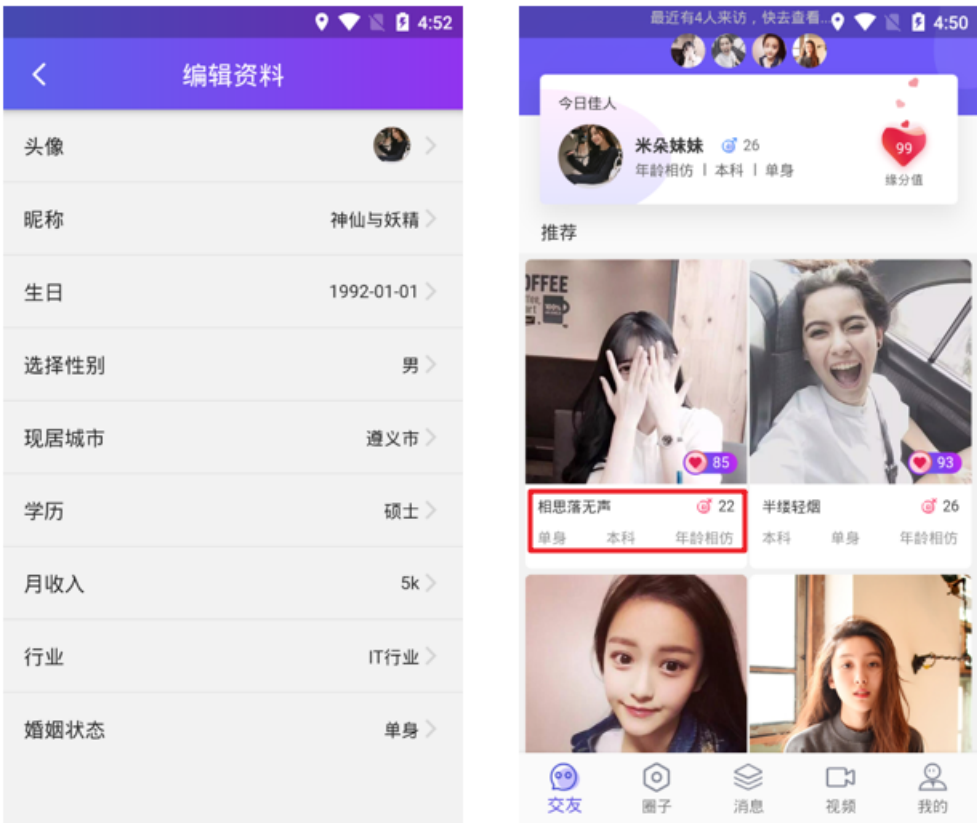 4:52
编辑资料
头像
昵称 神仙与妖精
生日 1992-01-01
选择性别 男
现居城市 遵义市
学历 硕士
月收入 5k
行业 IT行业
婚姻状态 单身
最近有4人来访，快去查看... 4:50
今日佳人
米朵妹妹 26
年龄相仿 | 本科 | 单身
99
缘分值
推荐
OFFEE
85
93
相思落无声 22
单身 本科 年龄相仿
半缕轻烟 26
本科 单身 年龄相仿
交友 圈子 消息 视频 我的